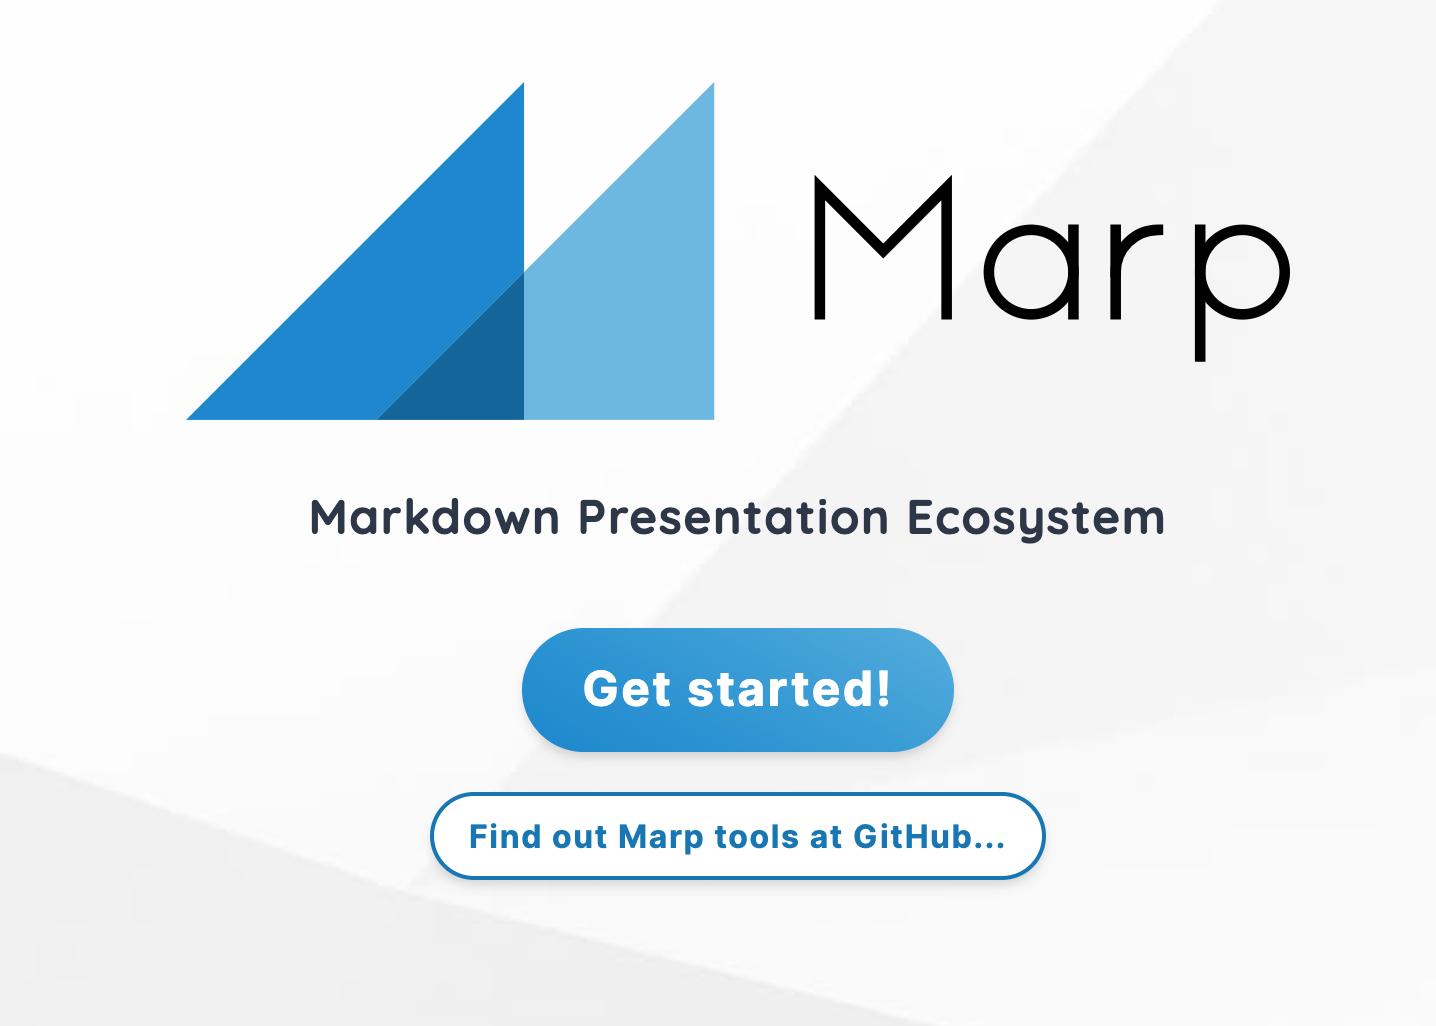 Marp
Markdown Presentation Ecosystem
Get started!
Find out Marp tools at GitHub...